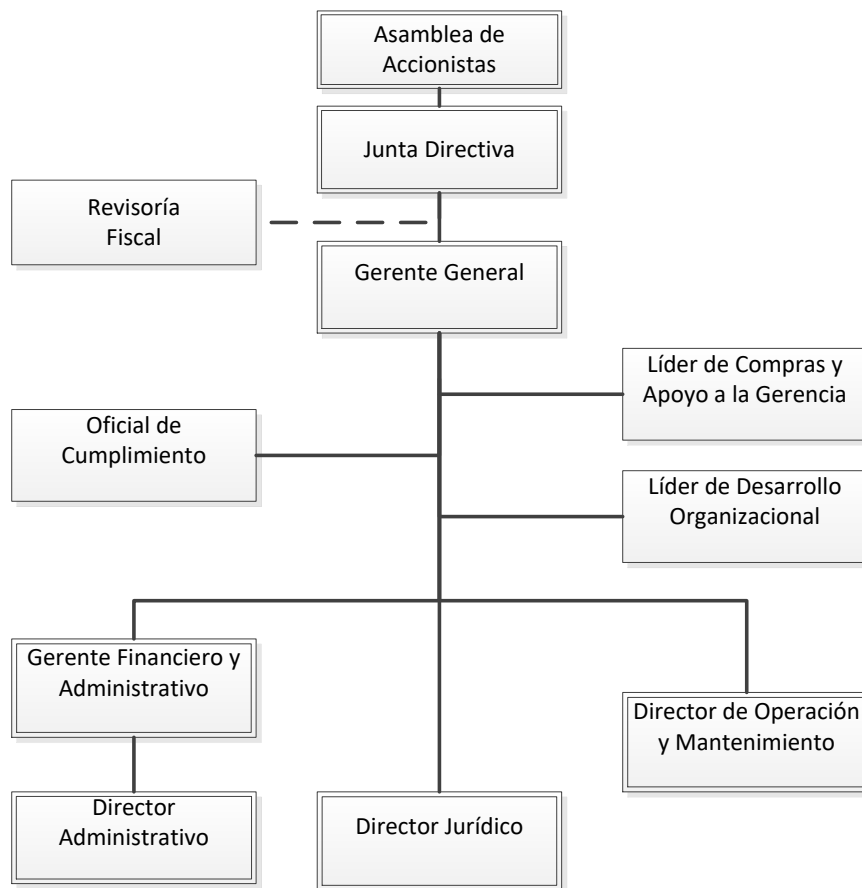 Asamblea de
Accionistas
Junta Directiva
Revisoría
Fiscal
Gerente General
Líder de Compras y
Apoyo a la Gerencia
Oficial de
Cumplimiento
Líder de Desarrollo
Organizacional
Gerente Financiero y
Administrativo
Director de Operación
y Mantenimiento
Director
Administrativo
Director Jurídico